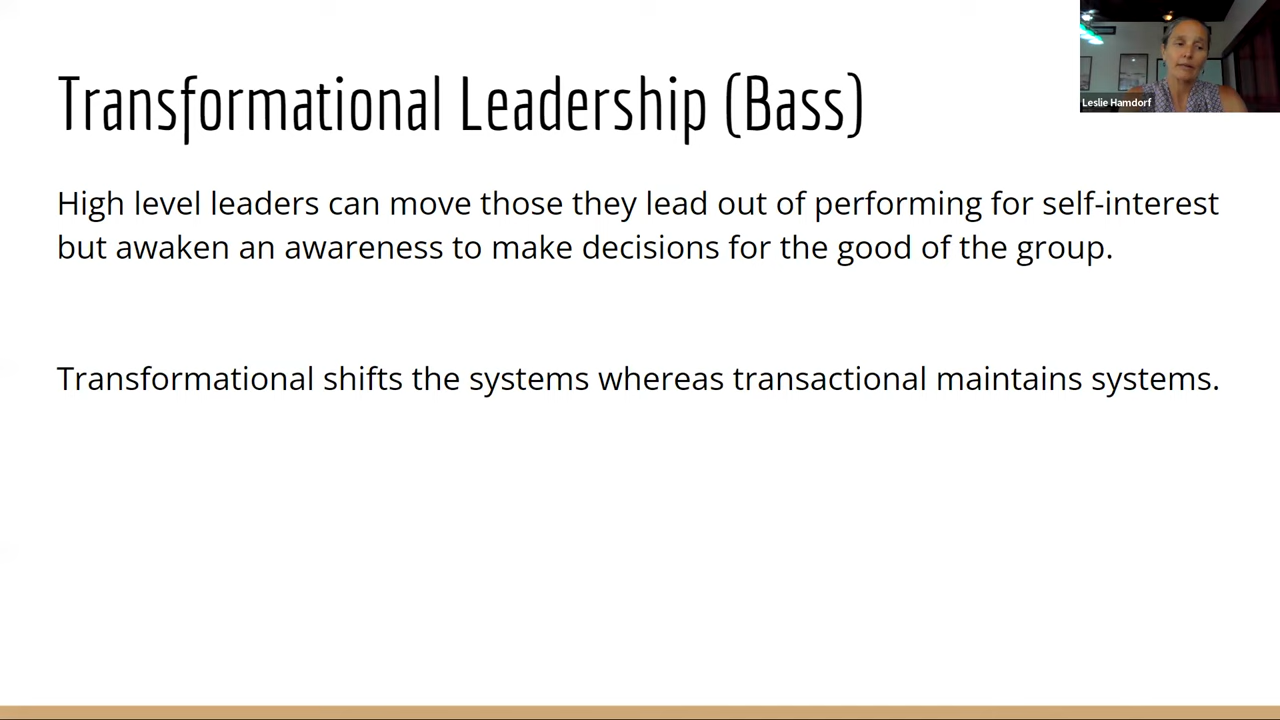 Transformational Leadership (Bass)
Leslie Hamdorf
High level leaders can move those they lead out of performing for self-interest
but awaken an awareness to make decisions for the good of the group.
Transformational shifts the systems whereas transactional maintains systems.